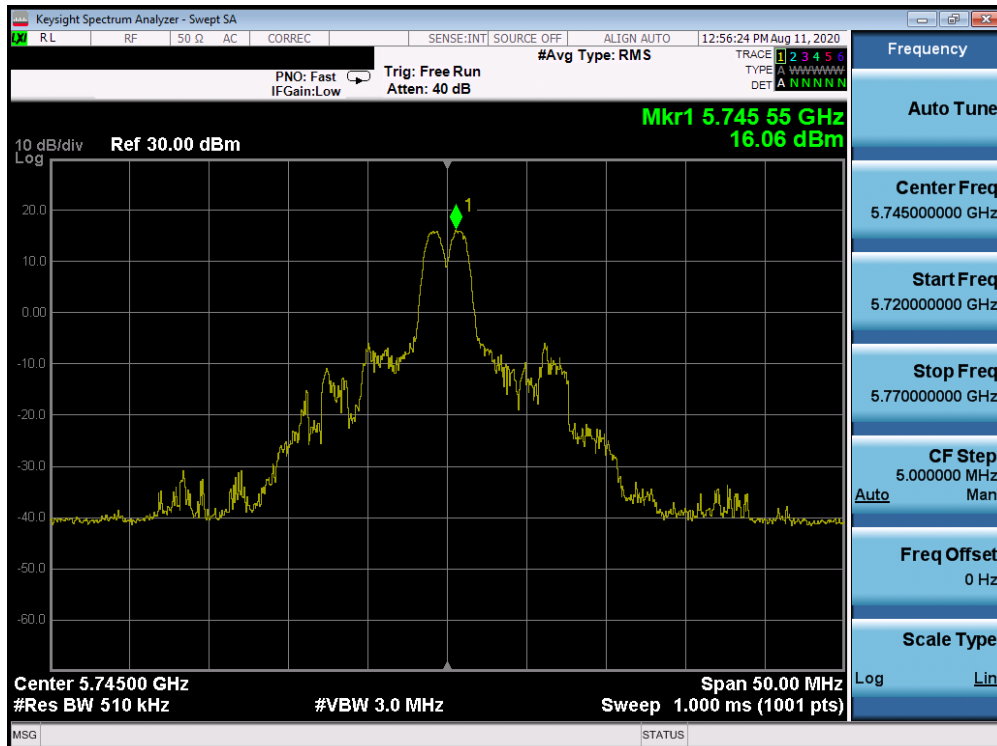 Keysight Spectrum Analyzer - Swept SA
LXI RL RF 50 Ω AC CORREC SENSE:INT SOURCE OFF ALIGN AUTO 12:56:24 PM Aug 11, 2020
#Avg Type: RMS TRACE 1 2 3 4 5 6
PNO: Fast Trig: Free Run TYPE A W W W W W
IFGain:Low Atten: 40 dB DET A N N N N N
Mkr1 5.745 55 GHz
16.06 dBm
10 dB/div Ref 30.00 dBm
Log
1
20.0
10.0
0.00
-10.0
-20.0
-30.0
-40.0
-50.0
-60.0
Center 5.74500 GHz Span 50.00 MHz
#Res BW 510 kHz #VBW 3.0 MHz Sweep 1.000 ms (1001 pts)
MSG STATUS
Frequency
Auto Tune
Center Freq
5.745000000 GHz
Start Freq
5.720000000 GHz
Stop Freq
5.770000000 GHz
CF Step
5.000000 MHz
Auto Man
Freq Offset
0 Hz
Scale Type
Log Lin